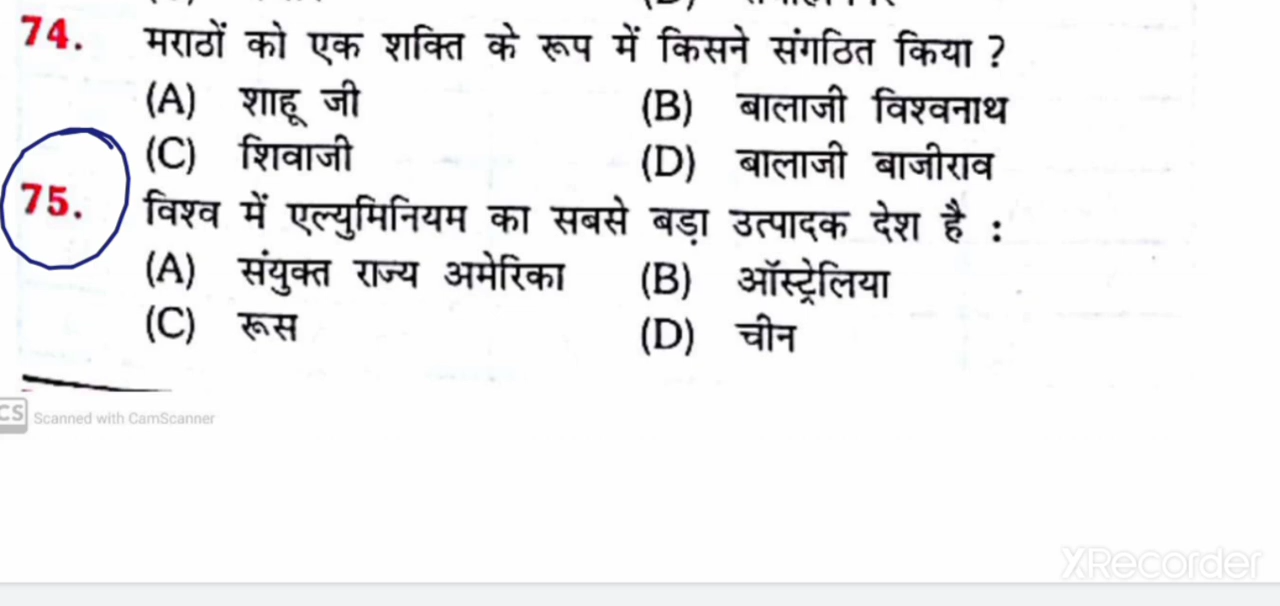 74. मराठों को एक शक्ति के रूप में किसने संगठित किया ?
(A) शाहू जी (B) बालाजी विश्वनाथ
(C) शिवाजी (D) बालाजी बाजीराव
75. विश्व में एल्युमिनियम का सबसे बड़ा उत्पादक देश है :
(A) संयुक्त राज्य अमेरिका (B) ऑस्ट्रेलिया
(C) रूस (D) चीन
CS Scanned with CamScanner
XRecorder